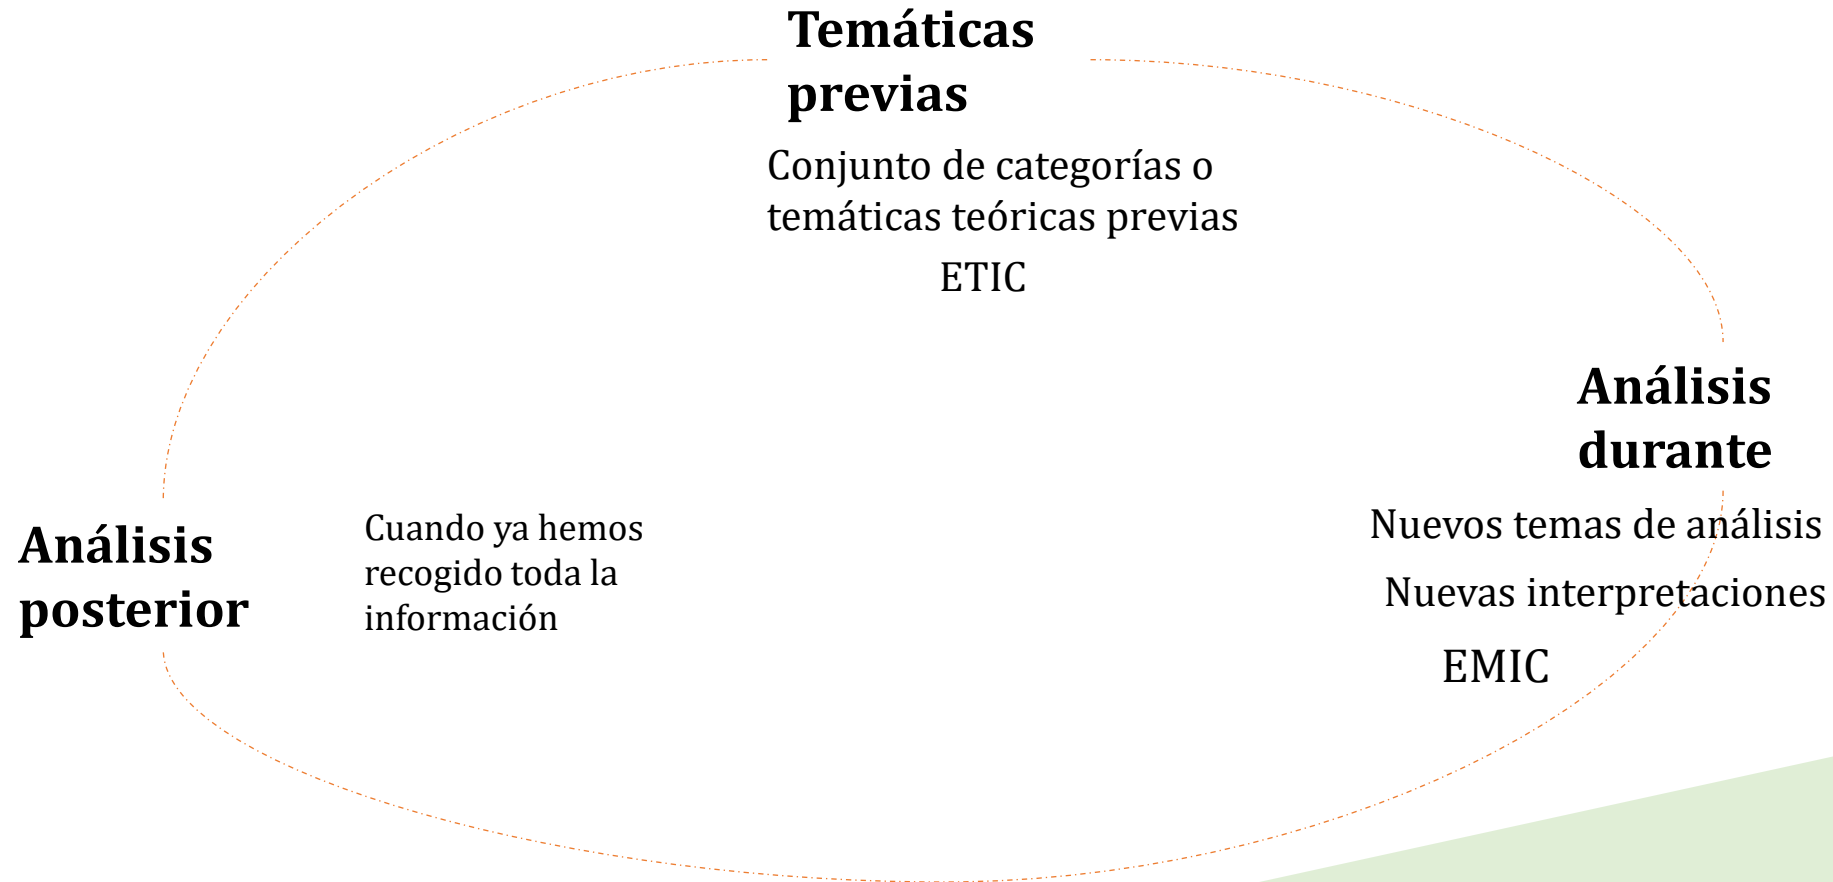 Temáticas
previas
Conjunto de categorías o
temáticas teóricas previas
ETIC
Análisis
durante
Nuevos temas de análisis
Nuevas interpretaciones
EMIC
Análisis
posterior
Cuando ya hemos
recogido toda la
información